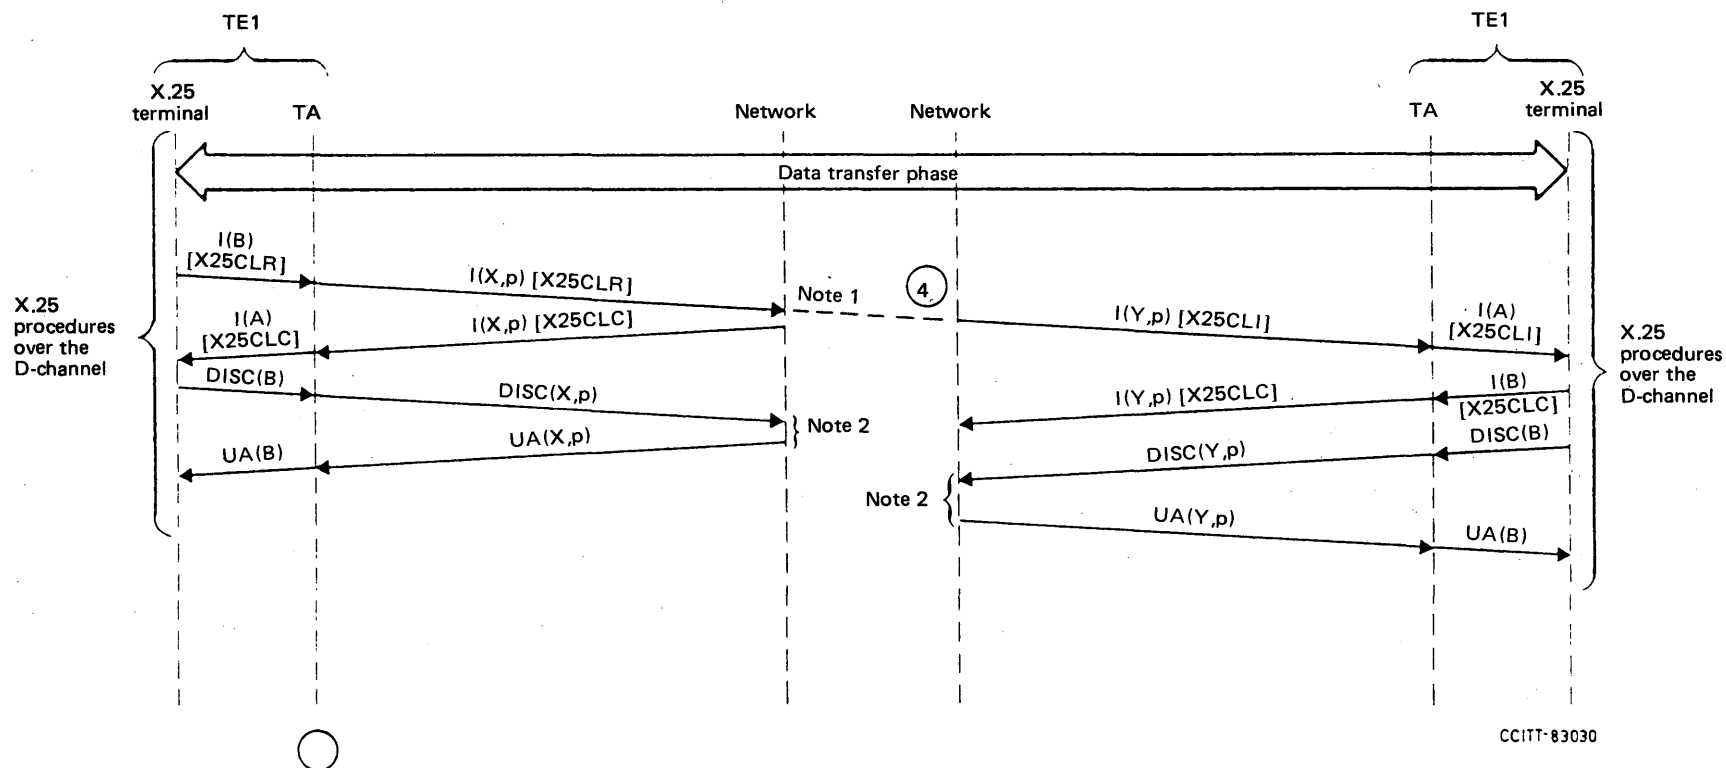 TE1
TE1
X.25
terminal
TA
Network
Network
TA
X.25
terminal
Data transfer phase
I(B)
[X25CLR]
I(X,p) [X25CLR]
Note 1
4
I(Y,p) [X25CLI]
I(A)
[X25CLI]
X.25
procedures
over the
D-channel
I(A)
[X25CLC]
I(X,p) [X25CLC]
X.25
procedures
over the
D-channel
DISC(B)
DISC(X,p)
I(Y,p) [X25CLC]
I(B)
[X25CLC]
Note 2
UA(B)
UA(X,p)
DISC(Y,p)
DISC(B)
Note 2
UA(Y,p)
UA(B)
CCITT-83030